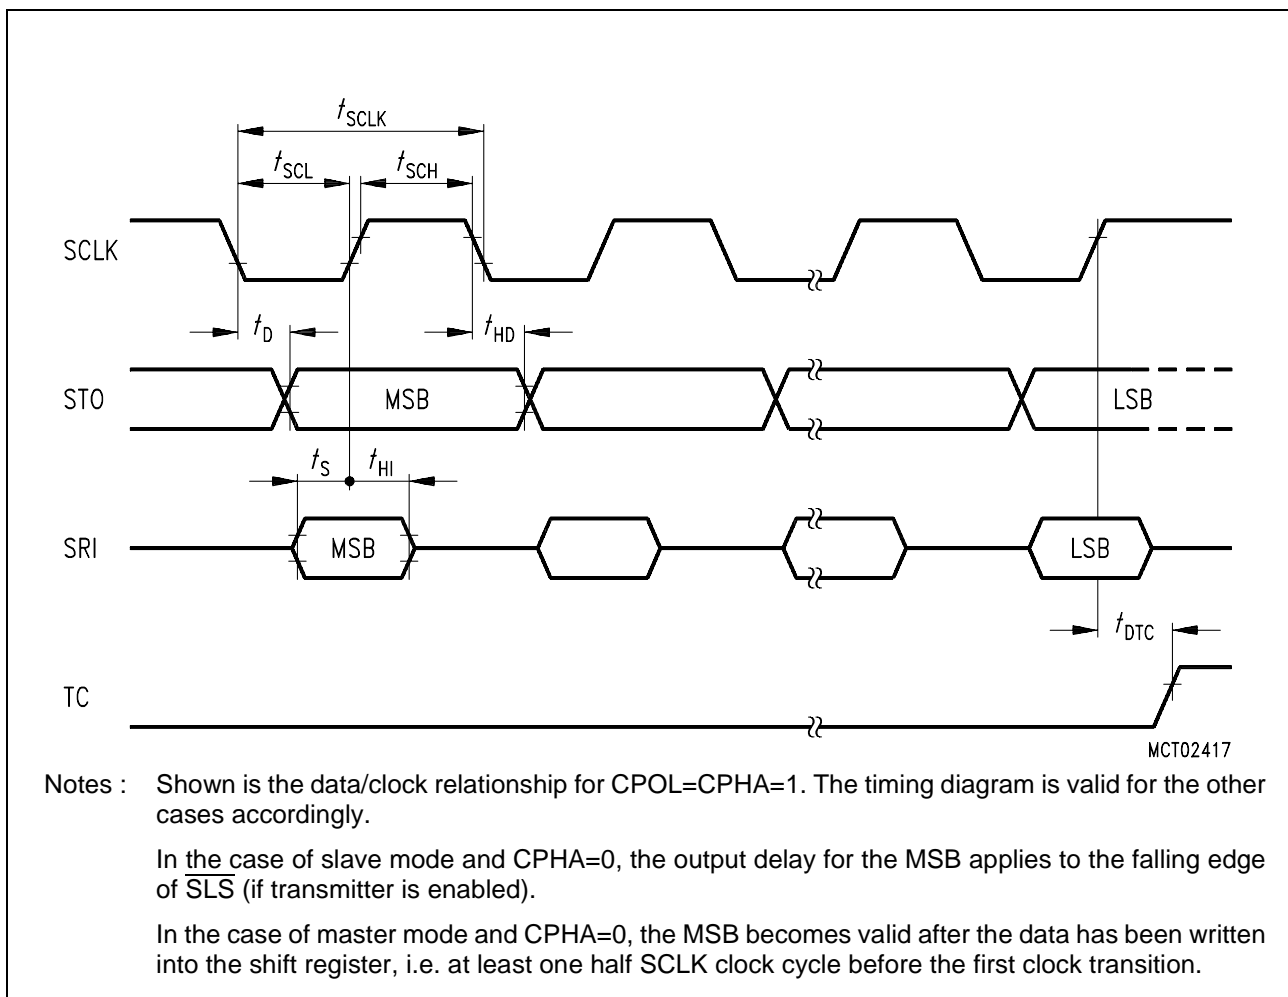 tSCLK
tSCL tSCH
SCLK
tD tHD
STO MSB LSB
tS tHI
SRI MSB LSB
tDTC
TC
MCT02417
Notes : Shown is the data/clock relationship for CPOL=CPHA=1. The timing diagram is valid for the other
cases accordingly.
In the case of slave mode and CPHA=0, the output delay for the MSB applies to the falling edge
of S̅L̅S̅ (if transmitter is enabled).
In the case of master mode and CPHA=0, the MSB becomes valid after the data has been written
into the shift register, i.e. at least one half SCLK clock cycle before the first clock transition.